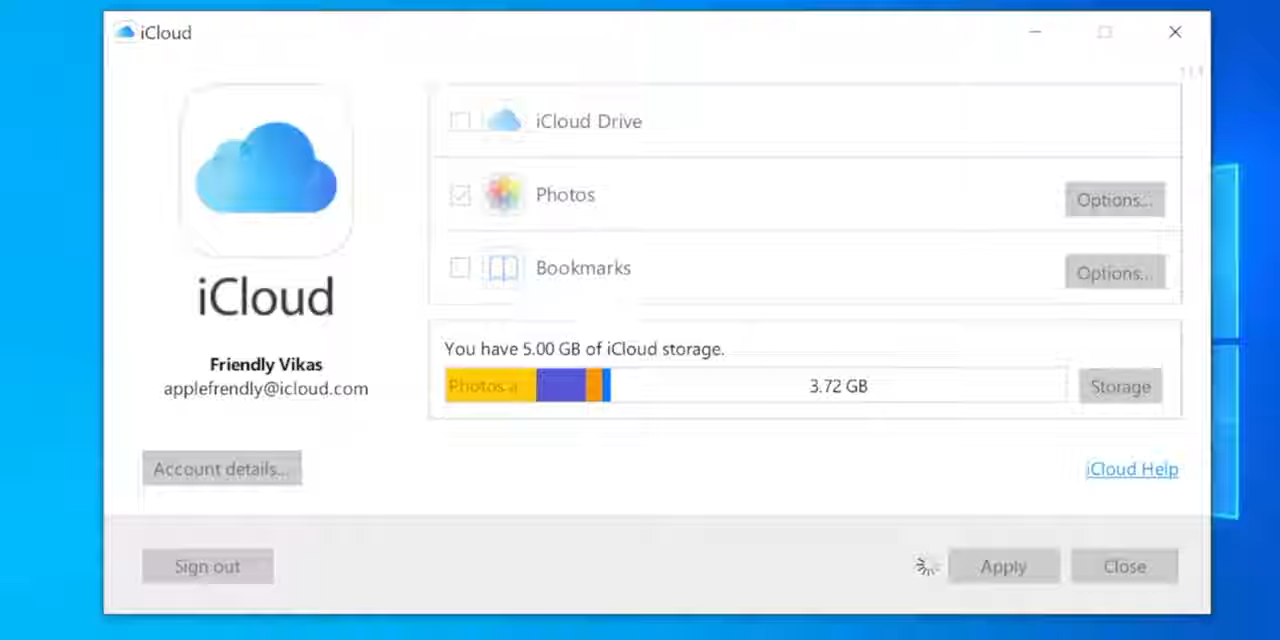 iCloud
iCloud Drive
Photos
Options...
Bookmarks
Options...
iCloud
Friendly Vikas
applefrendly@icloud.com
You have 5.00 GB of iCloud storage.
Photos a
3.72 GB
Storage
Account details...
iCloud Help
Sign out
Apply
Close